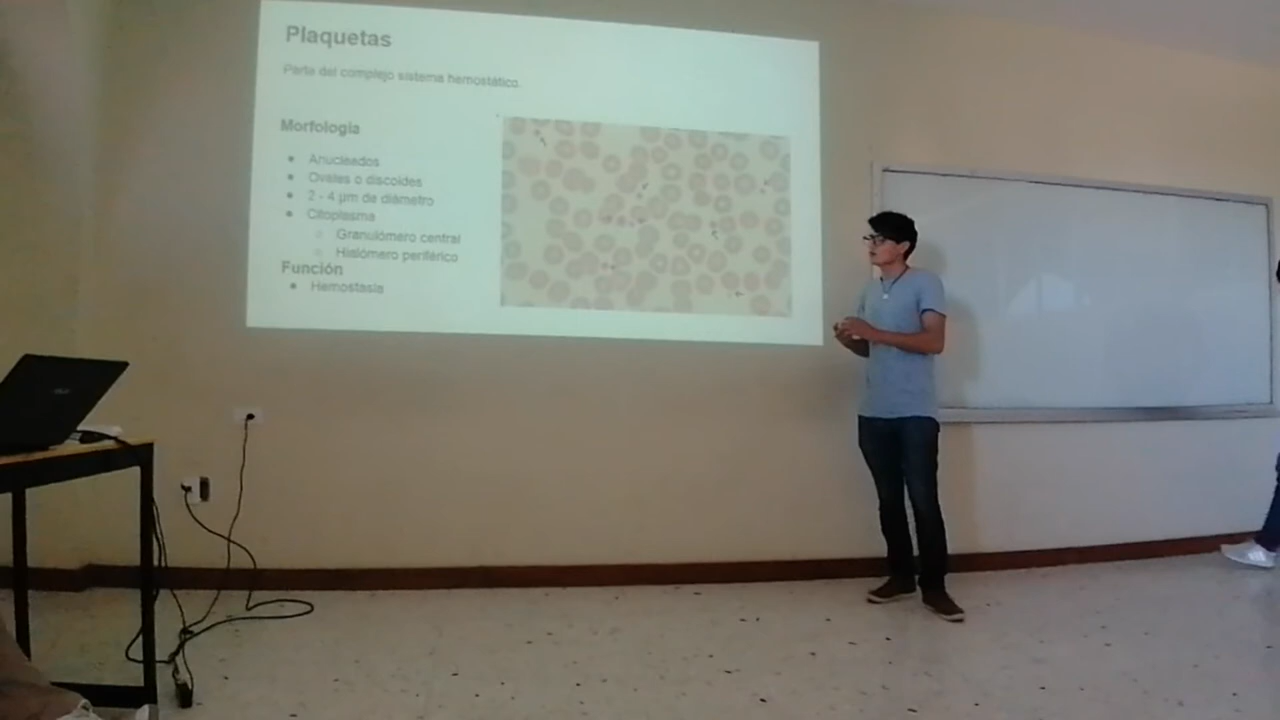 Plaquetas
Parte del complejo sistema hemostático.
Morfología
Anucleados
Ovales o discoides
2 - 4 µm de diámetro
Citoplasma
Granulómero central
Hialómero periférico
Función
Hemostasia